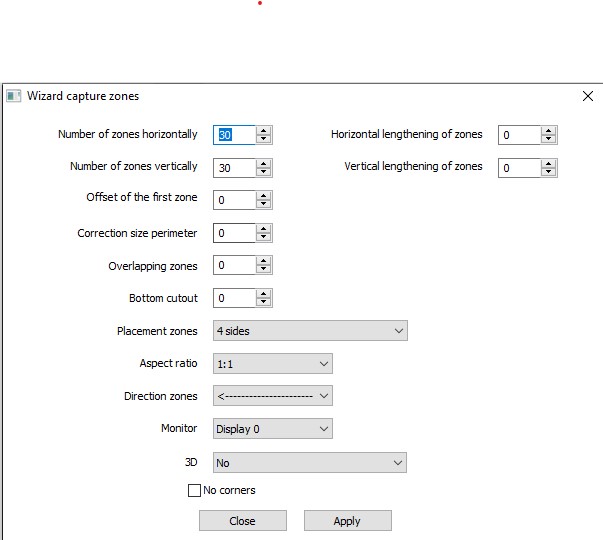 Wizard capture zones
Number of zones horizontally 30 Horizontal lengthening of zones 0
Number of zones vertically 30 Vertical lengthening of zones 0
Offset of the first zone 0
Correction size perimeter 0
Overlapping zones 0
Bottom cutout 0
Placement zones 4 sides
Aspect ratio 1:1
Direction zones <----------------------
Monitor Display 0
3D No
No corners
Close Apply